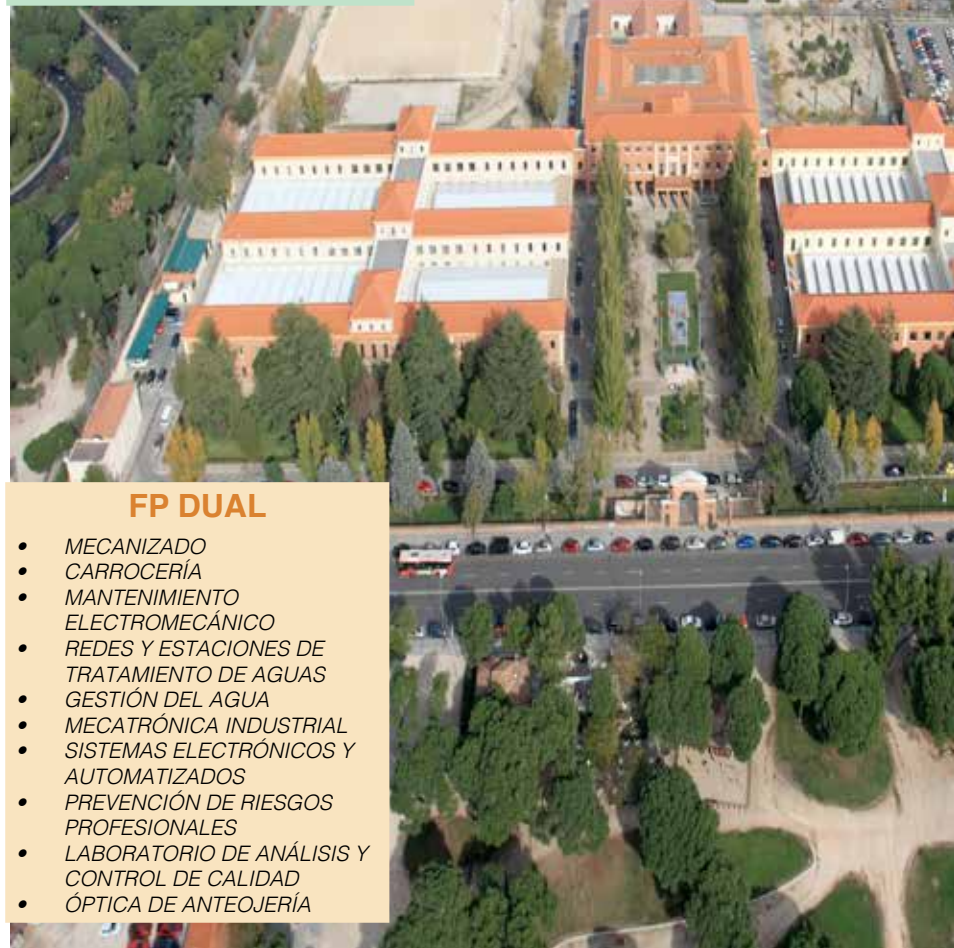 FP DUAL
• MECANIZADO
• CARROCERÍA
• MANTENIMIENTO
ELECTROMECÁNICO
• REDES Y ESTACIONES DE
TRATAMIENTO DE AGUAS
• GESTIÓN DEL AGUA
• MECATRÓNICA INDUSTRIAL
• SISTEMAS ELECTRÓNICOS Y
AUTOMATIZADOS
• PREVENCIÓN DE RIESGOS
PROFESIONALES
• LABORATORIO DE ANÁLISIS Y
CONTROL DE CALIDAD
• ÓPTICA DE ANTEOJERÍA